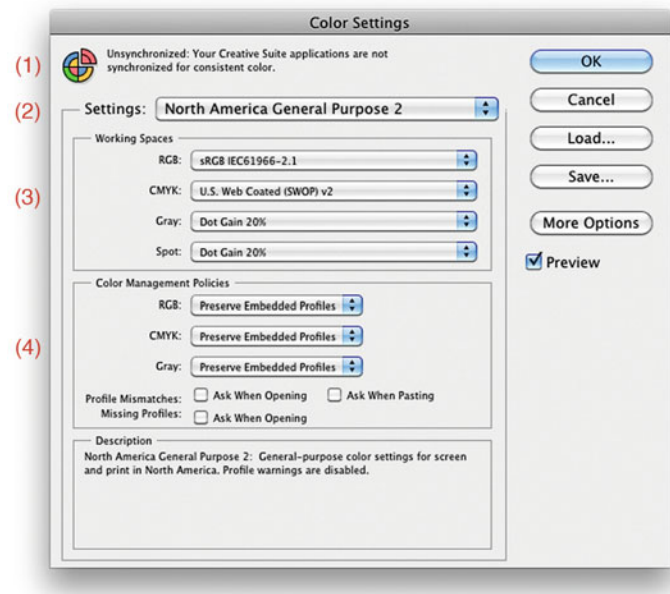 Color Settings
(1)
Unsynchronized: Your Creative Suite applications are not
synchronized for consistent color.
OK
(2)
Settings: North America General Purpose 2
Cancel
Load...
Save...
More Options
Preview
(3)
Working Spaces
RGB: sRGB IEC61966-2.1
CMYK: U.S. Web Coated (SWOP) v2
Gray: Dot Gain 20%
Spot: Dot Gain 20%
(4)
Color Management Policies
RGB: Preserve Embedded Profiles
CMYK: Preserve Embedded Profiles
Gray: Preserve Embedded Profiles
Profile Mismatches: Ask When Opening Ask When Pasting
Missing Profiles: Ask When Opening
Description
North America General Purpose 2: General-purpose color settings for screen
and print in North America. Profile warnings are disabled.